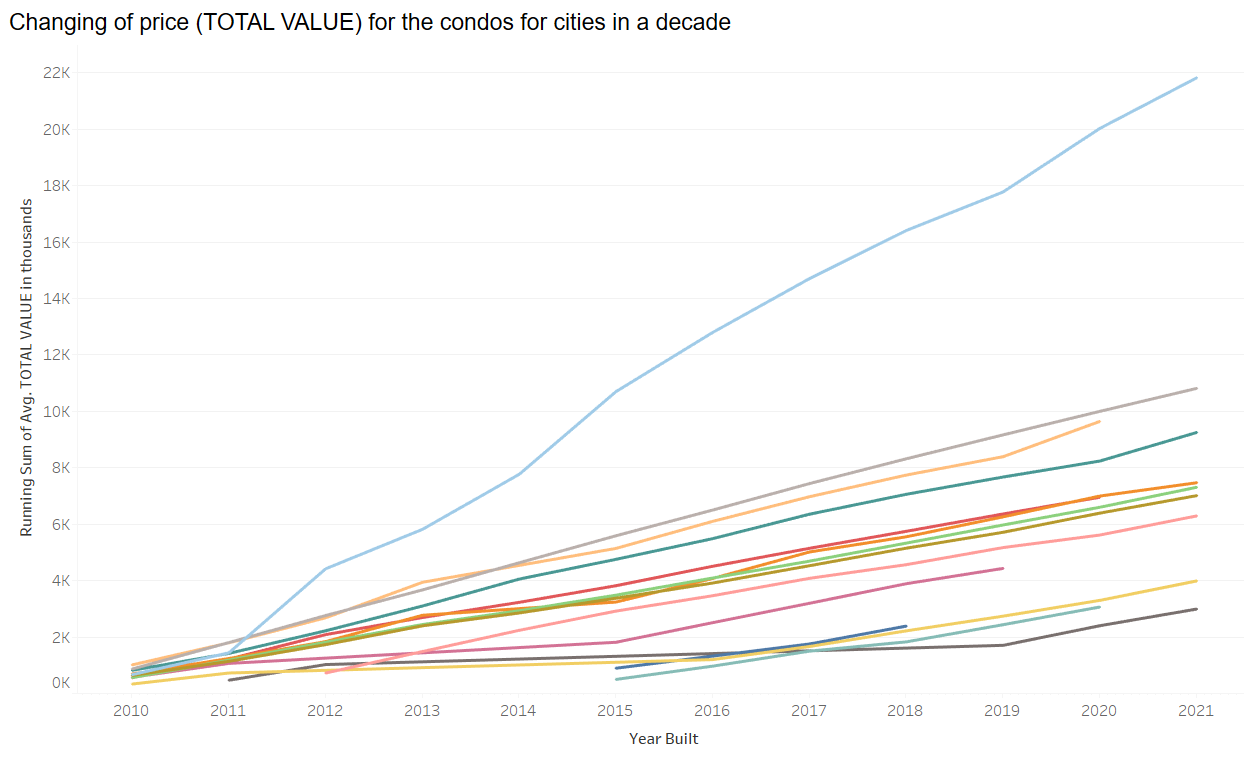 Changing of price (TOTAL VALUE) for the condos for cities in a decade
Running Sum of Avg. TOTAL VALUE in thousands
22K
20K
18K
16K
14K
12K
10K
8K
6K
4K
2K
0K
2010 2011 2012 2013 2014 2015 2016 2017 2018 2019 2020 2021
Year Built